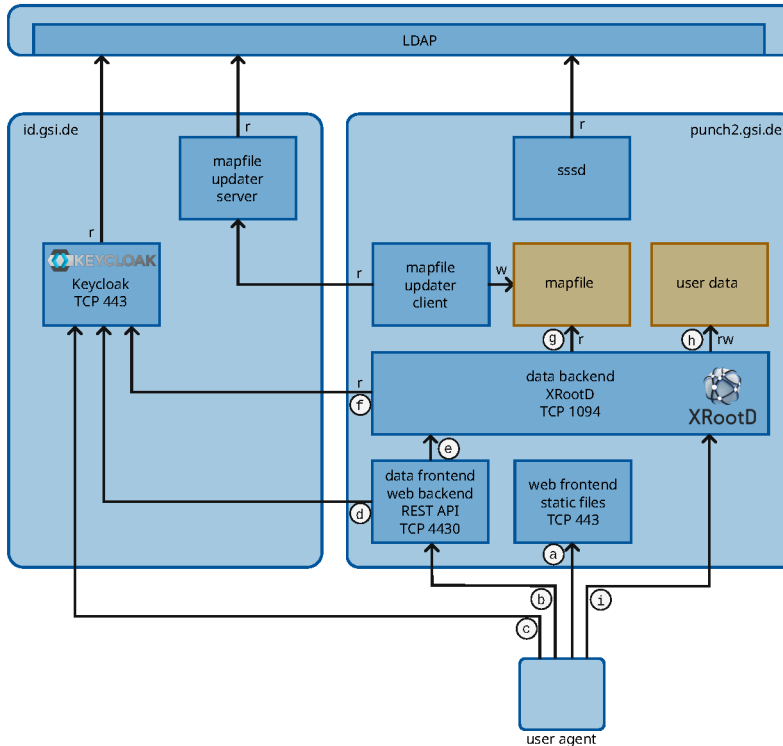 LDAP
id.gsi.de
punch2.gsi.de
r
r
r
mapfile
updater
server
sssd
KEYCLOAK
Keycloak
TCP 443
r
mapfile
updater
client
w
mapfile
user data
g
r
h
rw
r
f
data backend
XRootD
TCP 1094
XRootD
e
data frontend
web backend
REST API
TCP 4430
d
web frontend
static files
TCP 443
a
b
i
c
user agent